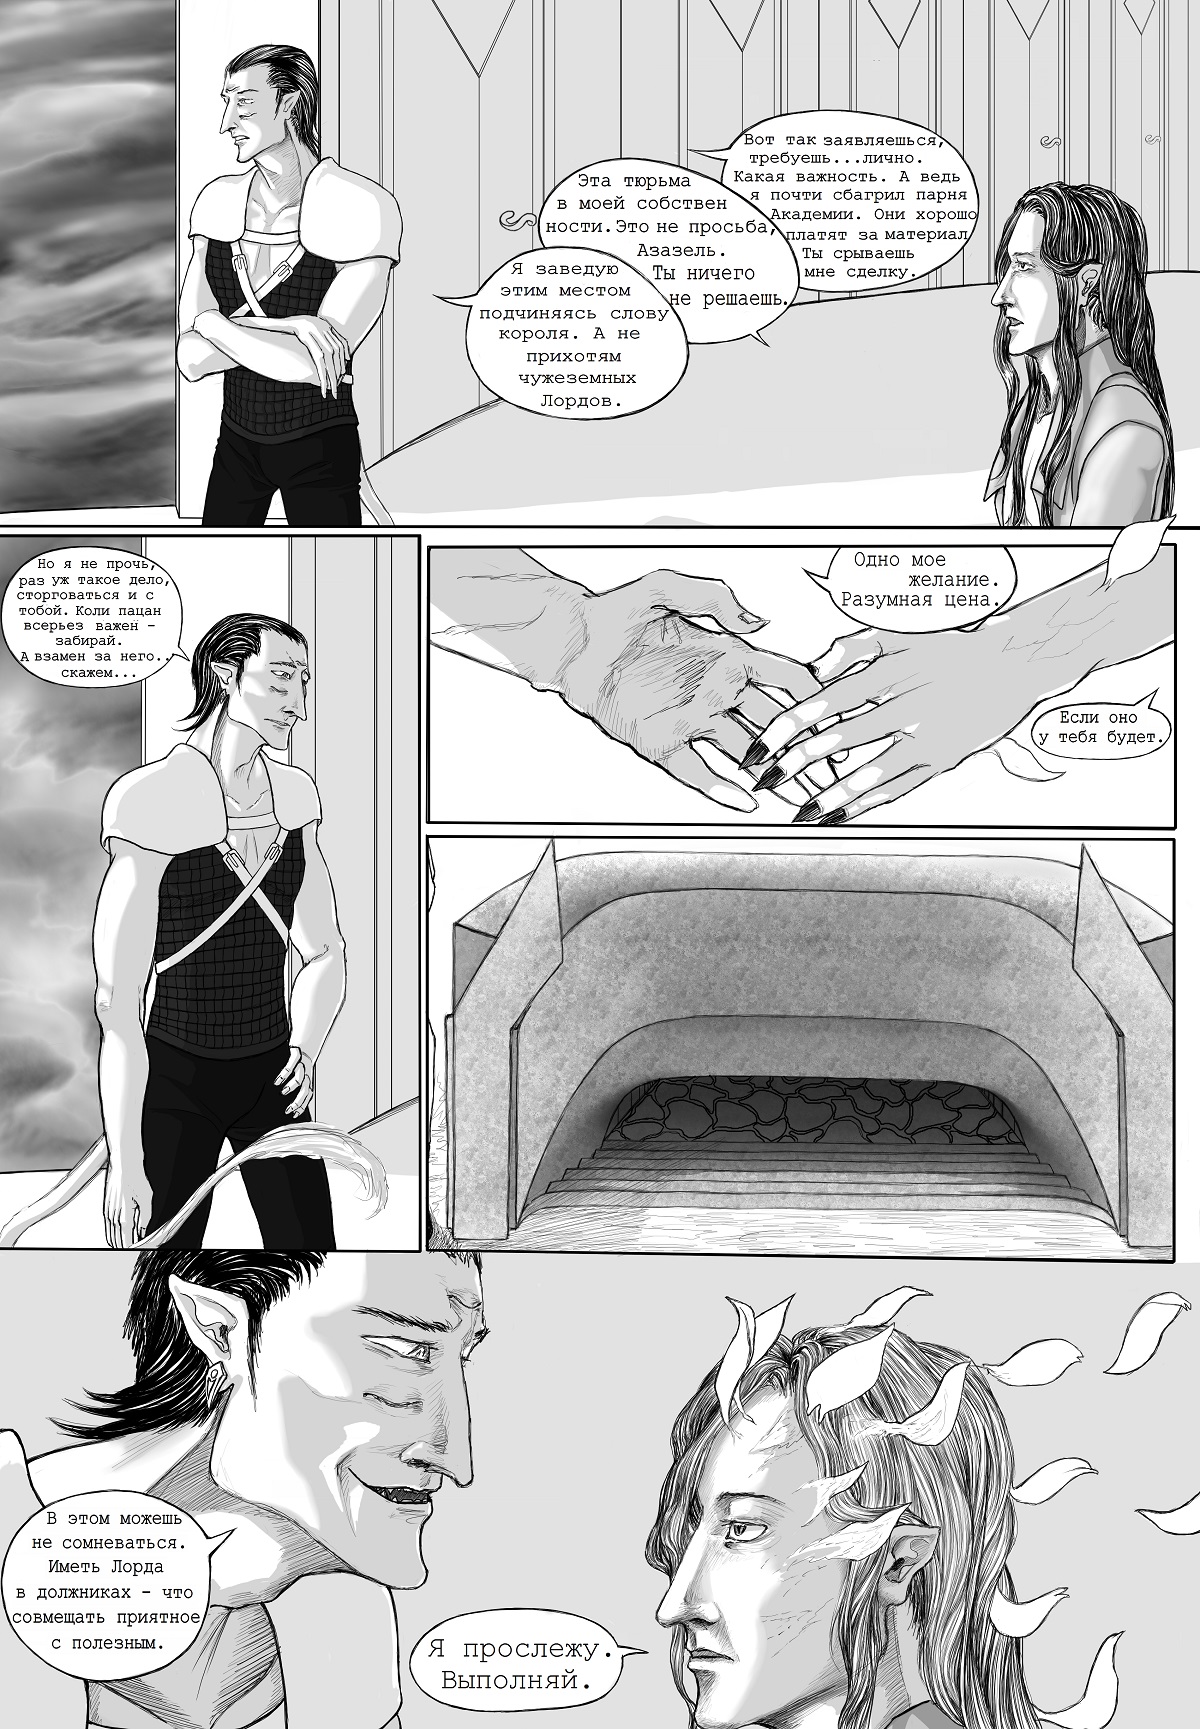 Вот так заявляешься,
требуешь...лично.
Какая важность. А ведь
я почти сбагрил парня
Академии. Они хорошо
платят за материал
Ты срываешь
мне сделку.
Эта тюрьма
в моей собствен
ности.Это не просьба,
Азазель.
Ты ничего
не решаешь.
Я заведую
этим местом
подчиняясь слову
короля. А не
прихотям
чужеземных
Лордов.
Но я не прочь,
раз уж такое дело,
сторговаться и с
тобой. Коли пацан
всерьез важен -
забирай.
А взамен за него..
скажем...
Одно мое
желание.
Разумная цена.
Если оно
у тебя будет.
В этом можешь
не сомневаться.
Иметь Лорда
в должниках - что
совмещать приятное
с полезным.
Я прослежу.
Выполняй.